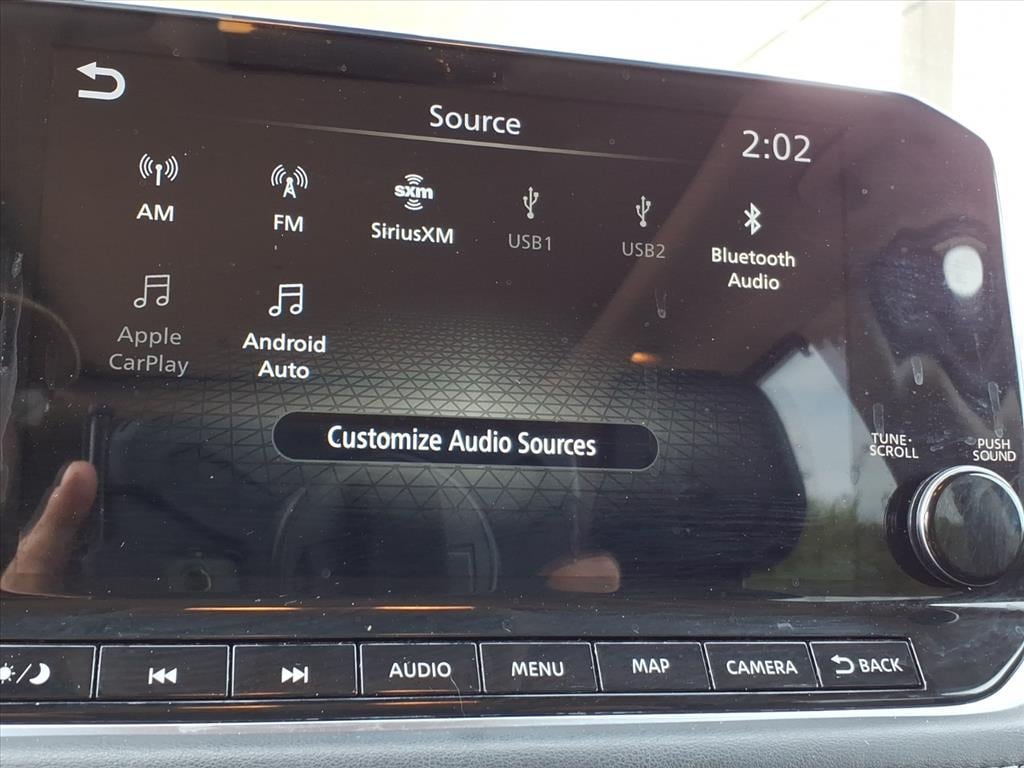 Source
2:02
AM
FM
sxm
SiriusXM
USB1
USB2
Bluetooth
Audio
Apple
CarPlay
Android
Auto
Customize Audio Sources
TUNE·
SCROLL
PUSH
SOUND
AUDIO
MENU
MAP
CAMERA
BACK